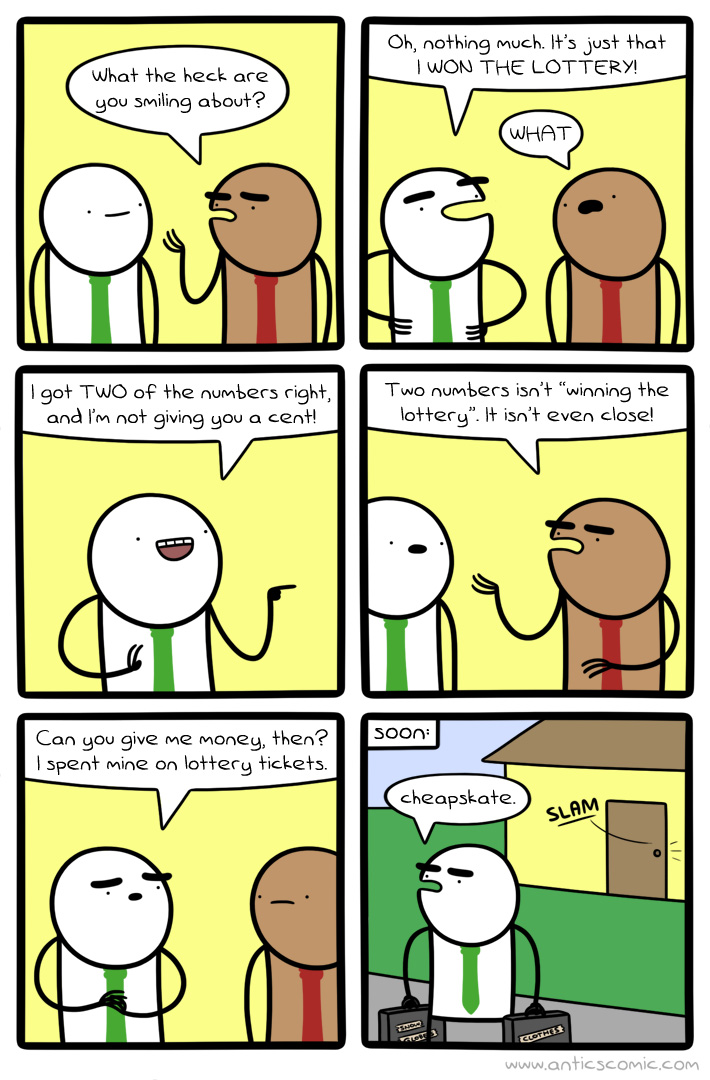 What the heck are
you smiling about?
Oh, nothing much. It's just that
I WON THE LOTTERY!
WHAT
I got TWO of the numbers right,
and I'm not giving you a cent!
Two numbers isn't "winning the
lottery". It isn't even close!
Can you give me money, then?
I spent mine on lottery tickets.
soon:
cheapskate.
SLAM
SNOW
GLOBES
CLOTHES
www.anticscomic.com